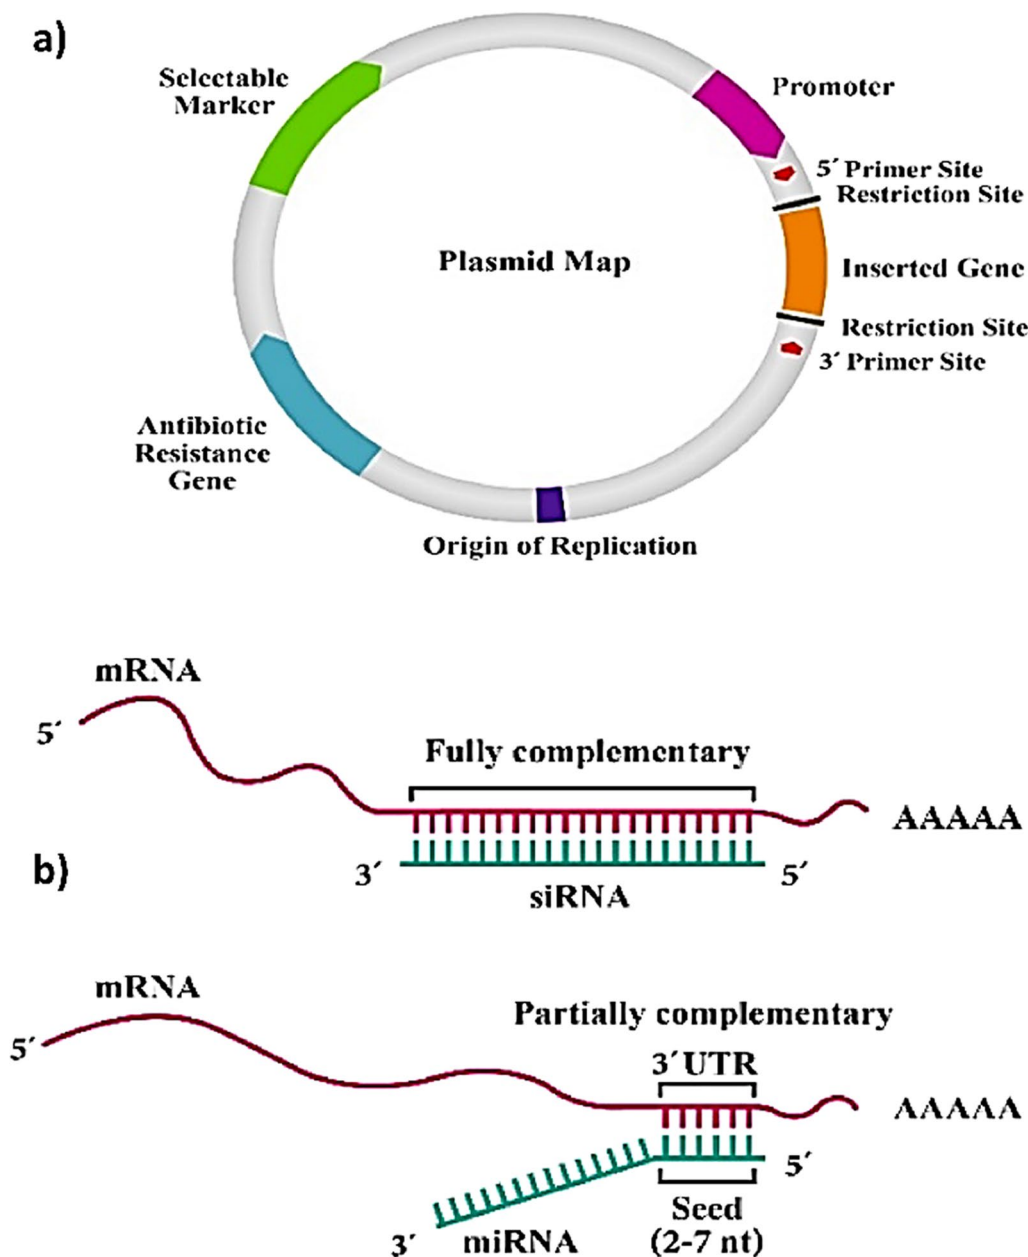 a)
Selectable
Marker
Promoter
5´ Primer Site
Restriction Site
Plasmid Map
Inserted Gene
Restriction Site
3´ Primer Site
Antibiotic
Resistance
Gene
Origin of Replication
b)
mRNA
5´
Fully complementary
AAAAA
3´
5´
siRNA
mRNA
5´
Partially complementary
3´ UTR
AAAAA
5´
3´
miRNA
Seed
(2-7 nt)